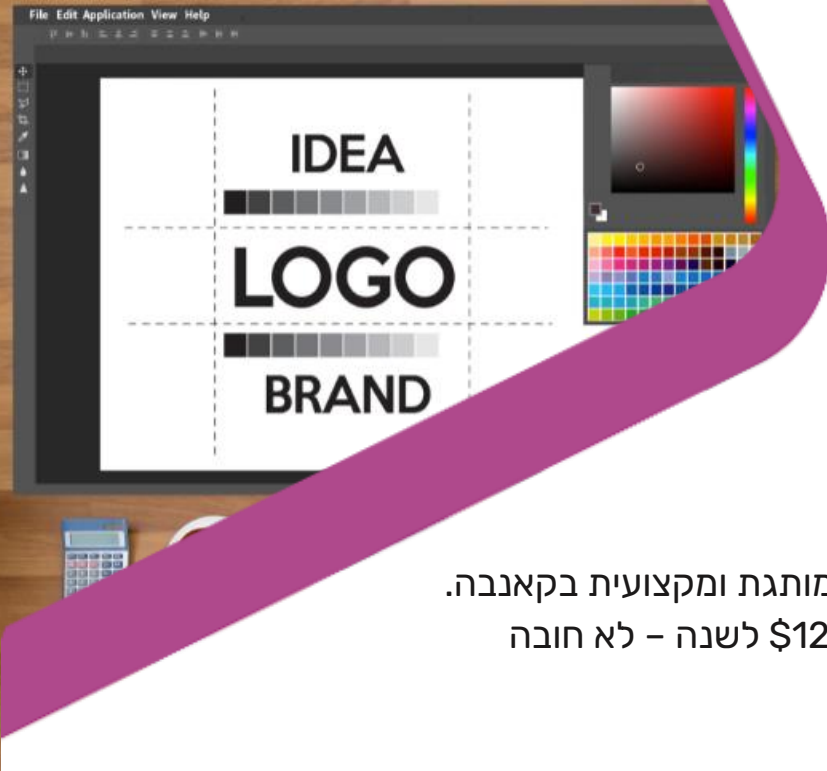 File Edit Application View Help
IDEA
LOGO
BRAND
מותגת ומקצועית בקאנבה.
$12 לשנה – לא חובה